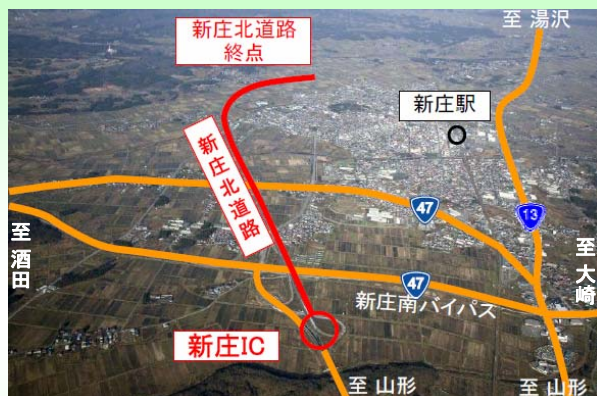 新庄北道路
終点
至 湯沢
新庄駅
新庄北道路
47
13
至 酒田
至 大崎
47
新庄南バイパス
新庄IC
至 山形
至 山形